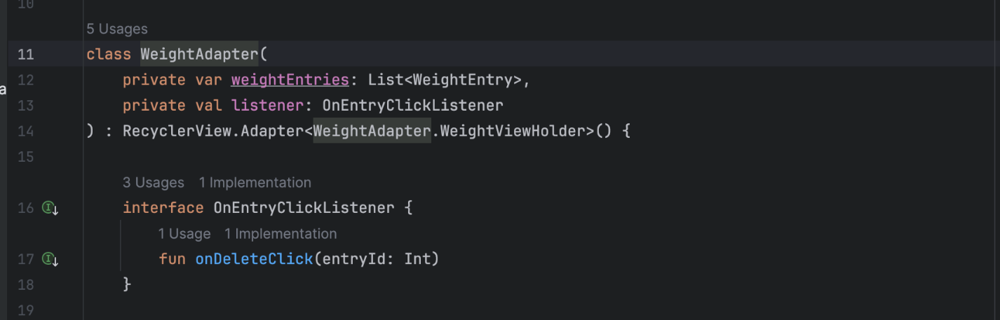 10
5 Usages
11 class WeightAdapter(
a
12     private var weightEntries: List<WeightEntry>,
13     private val listener: OnEntryClickListener
14 ) : RecyclerView.Adapter<WeightAdapter.WeightViewHolder>() {
15
3 Usages   1 Implementation
16     interface OnEntryClickListener {
1 Usage   1 Implementation
17         fun onDeleteClick(entryId: Int)
18     }
19